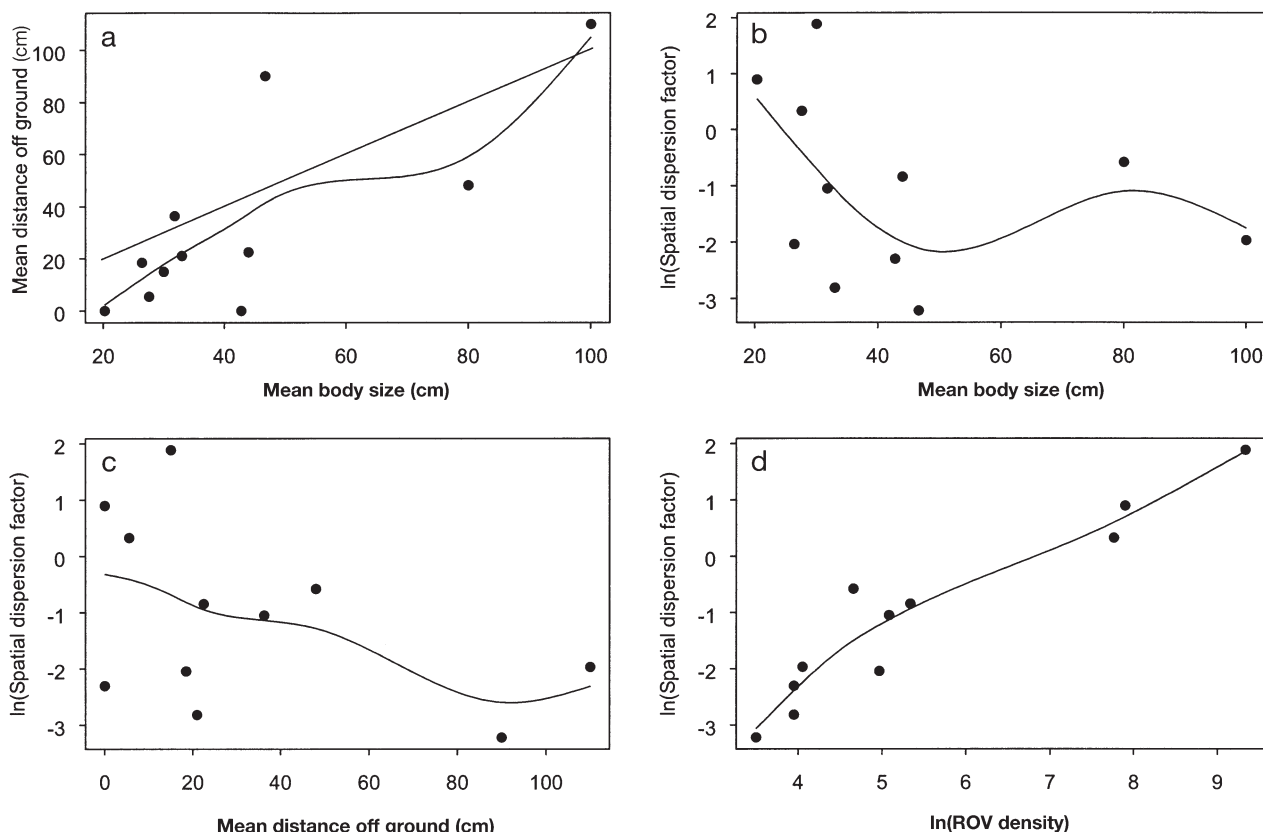 a
Mean distance off ground (cm)
100
80
60
40
20
0
20 40 60 80 100
Mean body size (cm)
b
ln(Spatial dispersion factor)
2
1
0
-1
-2
-3
20 40 60 80 100
Mean body size (cm)
c
ln(Spatial dispersion factor)
2
1
0
-1
-2
-3
0 20 40 60 80 100
Mean distance off ground (cm)
d
ln(Spatial dispersion factor)
2
1
0
-1
-2
-3
4 5 6 7 8 9
ln(ROV density)